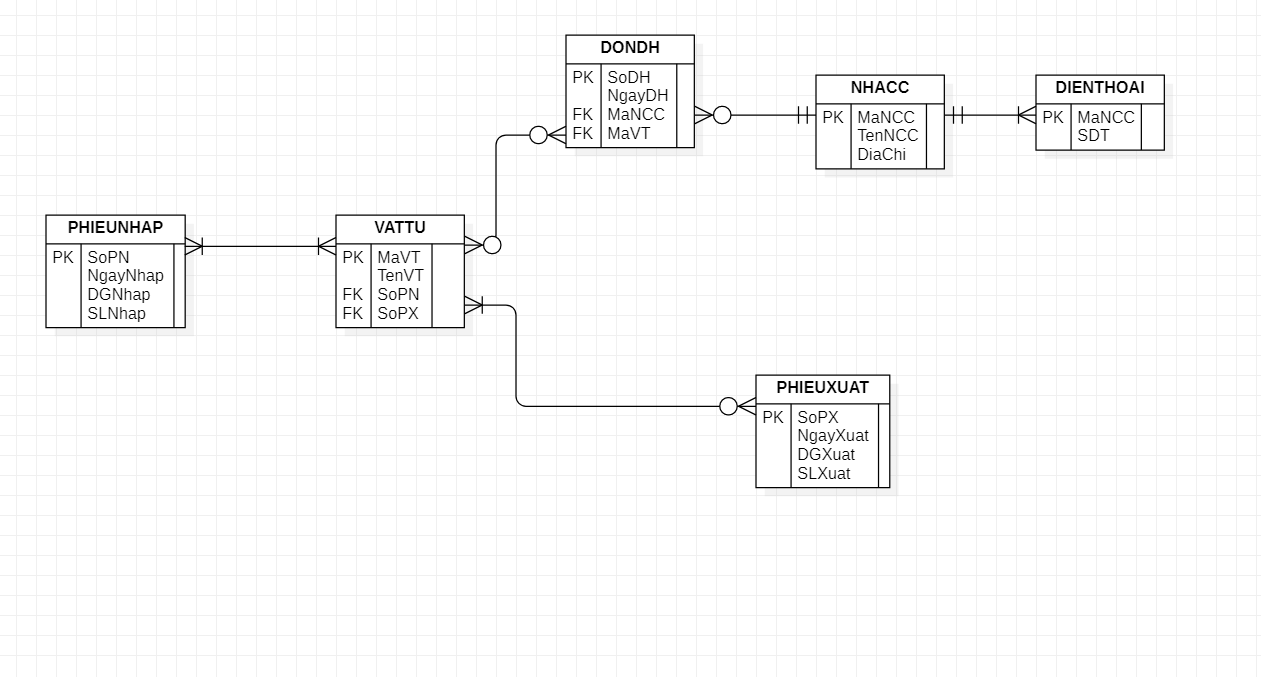 DONDH
PK SoDH
NgayDH
FK MaNCC
FK MaVT
NHACC
PK MaNCC
TenNCC
DiaChi
DIENTHOAI
PK MaNCC
SDT
PHIEUNHAP
PK SoPN
NgayNhap
DGNhap
SLNhap
VATTU
PK MaVT
TenVT
FK SoPN
FK SoPX
PHIEUXUAT
PK SoPX
NgayXuat
DGXuat
SLXuat